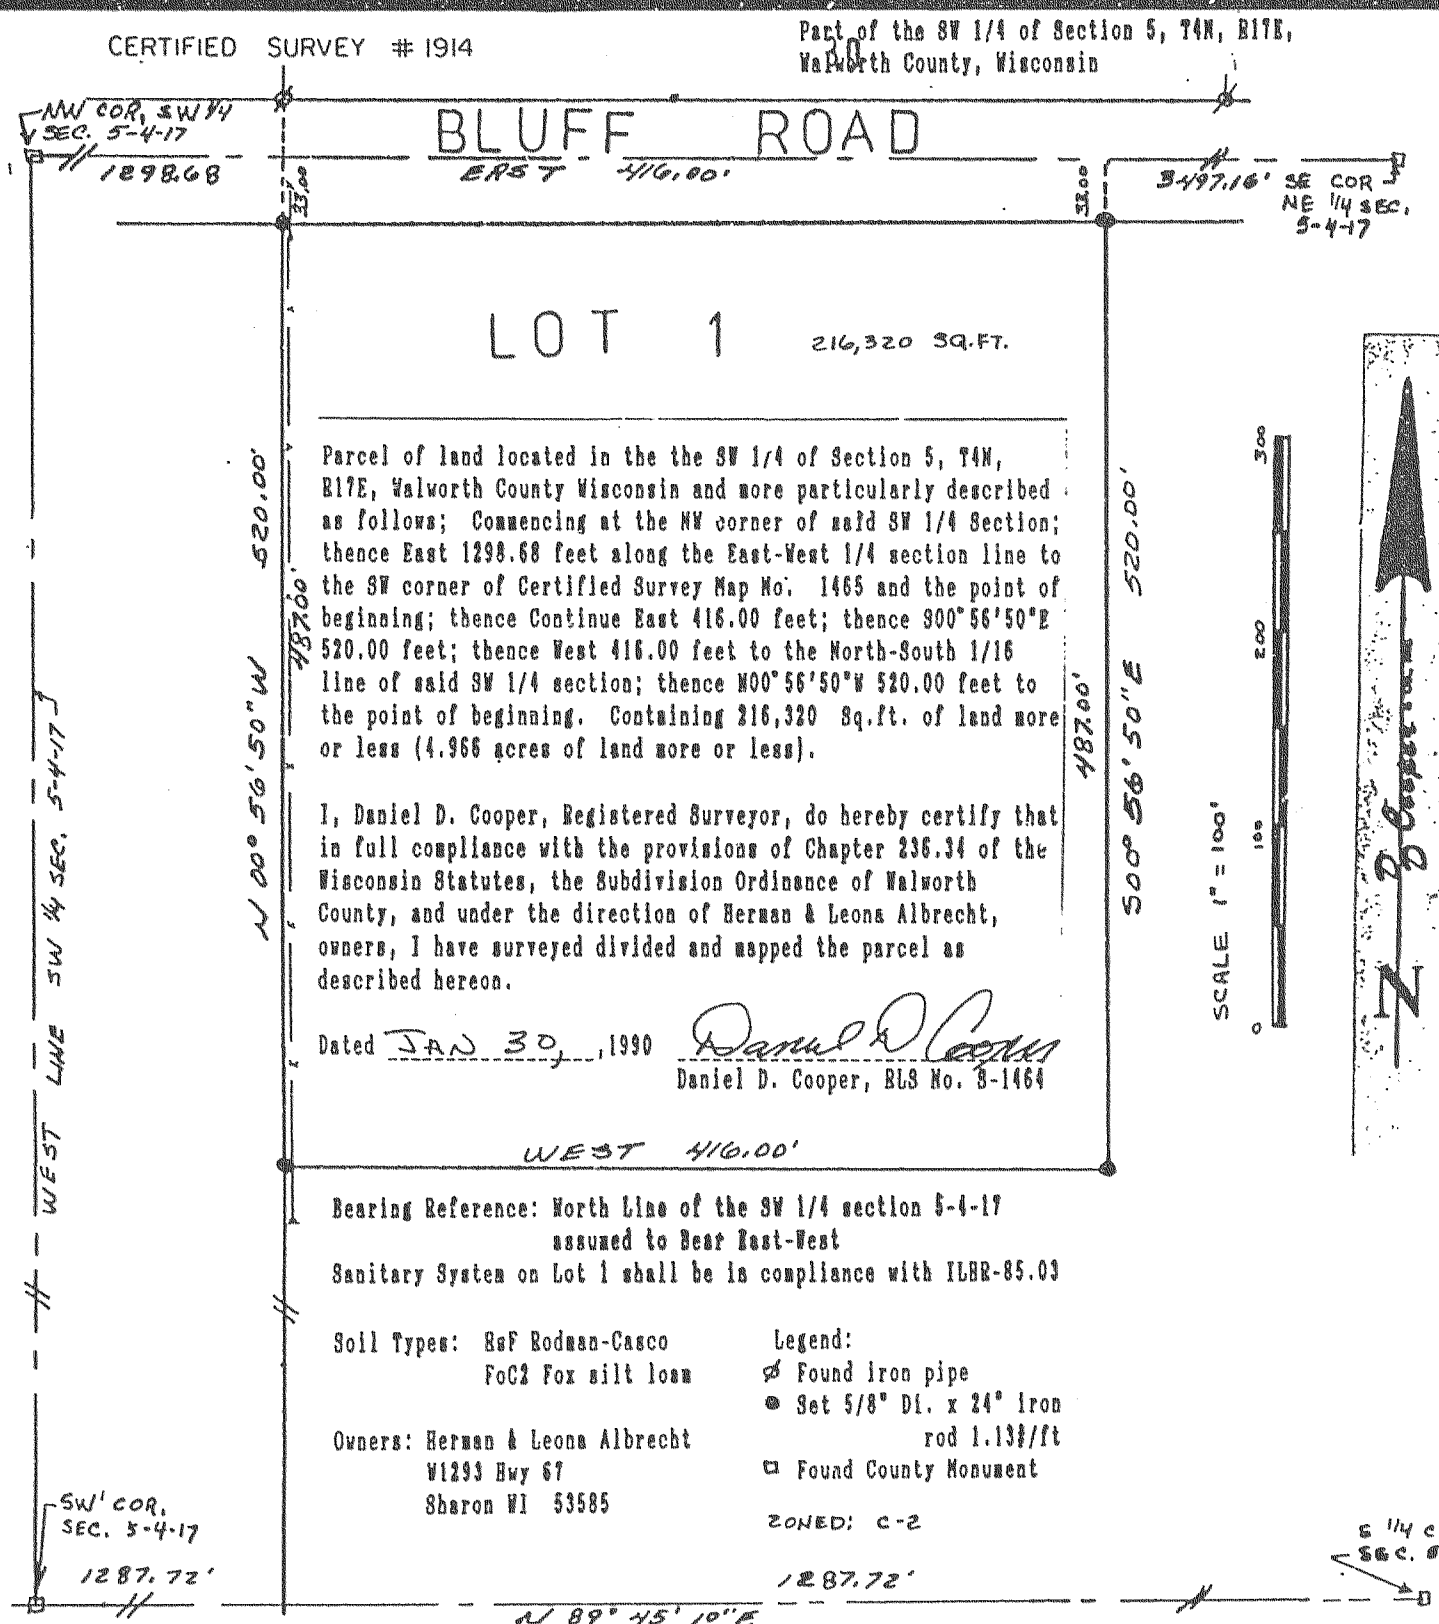 CERTIFIED SURVEY # 1914
Part of the SW 1/4 of Section 5, T4N, R17E,
Walworth County, Wisconsin
NW COR, SW 1/4
SEC. 5-4-17
BLUFF ROAD
1298.68
EAST 416.00'
3497.16'
SE COR
NE 1/4 SEC.
5-4-17
33.00
33.00
LOT 1
216,320 SQ.FT.
Parcel of land located in the the SW 1/4 of Section 5, T4N,
R17E, Walworth County Wisconsin and more particularly described
as follows; Commencing at the NW corner of said SW 1/4 Section;
thence East 1298.68 feet along the East-West 1/4 section line to
the SW corner of Certified Survey Map No. 1465 and the point of
beginning; thence Continue East 416.00 feet; thence S00°56'50"E
520.00 feet; thence West 416.00 feet to the North-South 1/16
line of said SW 1/4 section; thence N00°56'50"W 520.00 feet to
the point of beginning. Containing 216,320 Sq.ft. of land more
or less (4.966 acres of land more or less).
I, Daniel D. Cooper, Registered Surveyor, do hereby certify that
in full compliance with the provisions of Chapter 236.34 of the
Wisconsin Statutes, the Subdivision Ordinance of Walworth
County, and under the direction of Herman & Leona Albrecht,
owners, I have surveyed divided and mapped the parcel as
described hereon.
Dated JAN 30, ,1990 Daniel D Cooper
Daniel D. Cooper, RLS No. S-1464
N 00° 56' 50" W 520.00'
487.00'
487.00'
S00° 56' 50" E 520.00'
SCALE 1" = 100'
0 100 200 300
N
WEST LINE SW 1/4 SEC. 5-4-17
WEST 416.00'
Bearing Reference: North Line of the SW 1/4 section 5-4-17
assumed to Bear East-West
Sanitary System on Lot 1 shall be in compliance with ILHR-85.03
Soil Types: RsF Rodman-Casco
FoC2 Fox silt loam
Owners: Herman & Leona Albrecht
W1293 Hwy 67
Sharon WI 53585
Legend:
Found iron pipe
Set 5/8" Di. x 24" iron
rod 1.13#/ft
Found County Monument
ZONED: C-2
SW COR,
SEC. 5-4-17
S 1/4 C
SEC. 5
1287.72'
1287.72'
N 89° 45' 10"E